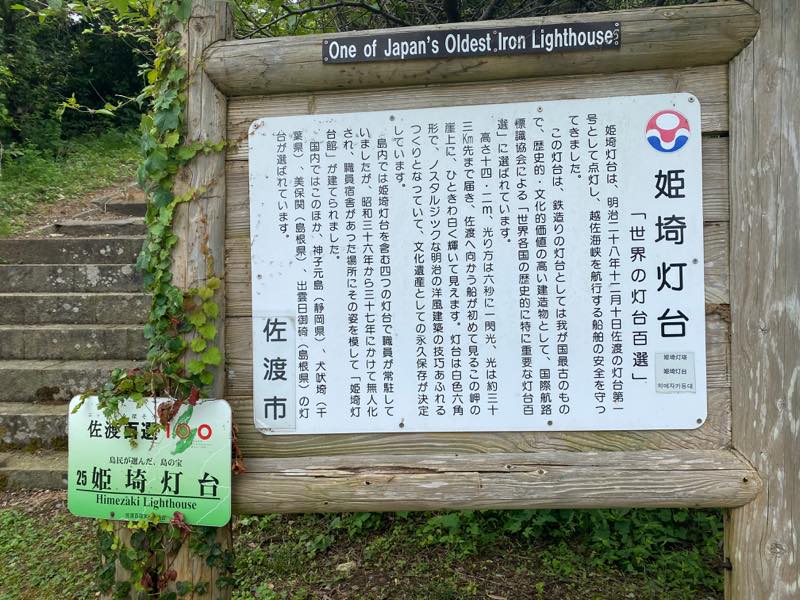 One of Japan's Oldest Iron Lighthouse
姫埼灯台
「世界の灯台百選」
姫埼灯台は、明治二十八年十二月十日佐渡の灯台第一
号として点灯し、越佐海峡を航行する船舶の安全を守っ
てきました。
この灯台は、鉄造りの灯台としては我が国最古のもの
で、歴史的・文化的価値の高い建造物として、国際航路
標識協会による「世界各国の歴史的に特に重要な灯台百
選」に選ばれています。
高さ十四・二m、光り方は六秒に一閃光、光は約三十
三Km先まで届き、佐渡へ向かう船が初めて見るこの岬の
崖上に、ひときわ白く輝いて見えます。灯台は白色六角
形で、ノスタルジックな明治の洋風建築の技巧あふれる
つくりとなっていて、文化遺産としての永久保存が決定
しています。
島内では姫埼灯台を含む四つの灯台で職員が常駐して
いましたが、昭和三十六年から三十七年にかけて無人化
され、職員宿舎があった場所にその姿を模して「姫埼灯
台館」が建てられました。
国内ではこのほか、神子元島（静岡県）、犬吠埼（千
葉県）、美保関（島根県）、出雲日御碕（島根県）の灯
台が選ばれています。
佐渡市
姫崎灯塔
姫崎灯台
히메자키등대
佐渡百選 100
島民が選んだ、島の宝
25 姫埼灯台
Himezaki Lighthouse